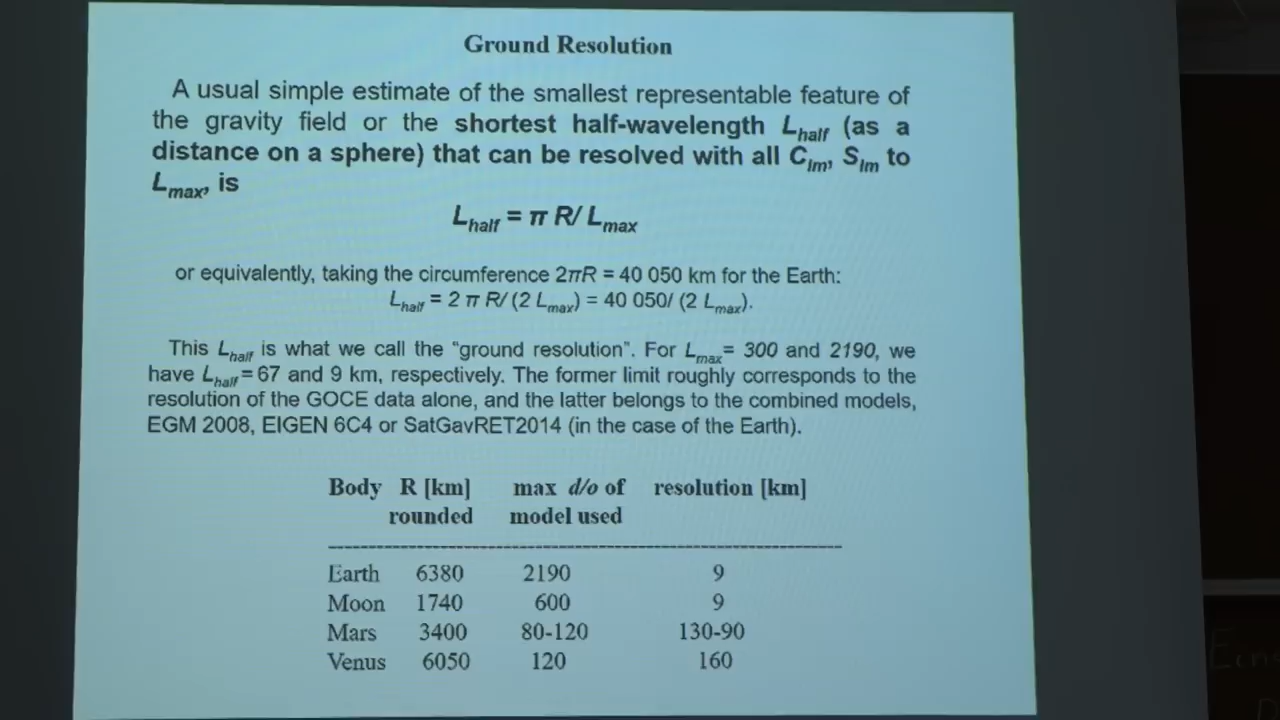 Ground Resolution
A usual simple estimate of the smallest representable feature of
the gravity field or the shortest half-wavelength Lhalf (as a
distance on a sphere) that can be resolved with all Clm, Slm to
Lmax, is
Lhalf = π R/ Lmax
or equivalently, taking the circumference 2πR = 40 050 km for the Earth:
Lhalf = 2 π R/ (2 Lmax) = 40 050/ (2 Lmax).
This Lhalf is what we call the "ground resolution". For Lmax= 300 and 2190, we
have Lhalf = 67 and 9 km, respectively. The former limit roughly corresponds to the
resolution of the GOCE data alone, and the latter belongs to the combined models,
EGM 2008, EIGEN 6C4 or SatGavRET2014 (in the case of the Earth).
Body R [km] max d/o of resolution [km]
rounded model used
Earth 6380 2190 9
Moon 1740 600 9
Mars 3400 80-120 130-90
Venus 6050 120 160